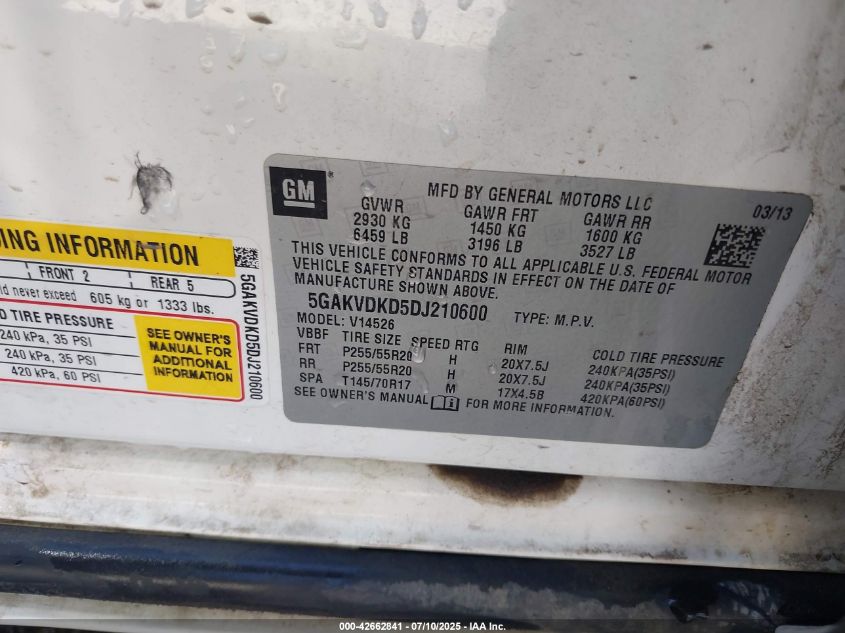 ING INFORMATION
FRONT 2 REAR 5
ld never exceed 605 kg or 1333 lbs.
OLD TIRE PRESSURE
240 kPa, 35 PSI
240 kPa, 35 PSI
420 kPa, 60 PSI
SEE OWNER'S
MANUAL FOR
ADDITIONAL
INFORMATION
5GAKVDKD5DJ210600
GM ®
MFD BY GENERAL MOTORS LLC
03/13
GVWR GAWR FRT GAWR RR
2930 KG 1450 KG 1600 KG
6459 LB 3196 LB 3527 LB
THIS VEHICLE CONFORMS TO ALL APPLICABLE U.S. FEDERAL MOTOR
VEHICLE SAFETY STANDARDS IN EFFECT ON THE DATE OF
MANUFACTURE SHOWN ABOVE.
5GAKVDKD5DJ210600 TYPE: M.P.V.
MODEL: V14526
VBBF TIRE SIZE SPEED RTG RIM COLD TIRE PRESSURE
FRT P255/55R20 H 20X7.5J 240KPA(35PSI)
RR P255/55R20 H 20X7.5J 240KPA(35PSI)
SPA T145/70R17 M 17X4.5B 420KPA(60PSI)
SEE OWNER'S MANUAL i FOR MORE INFORMATION.
000-42662841 / 07/10/2025 - IAA Inc.